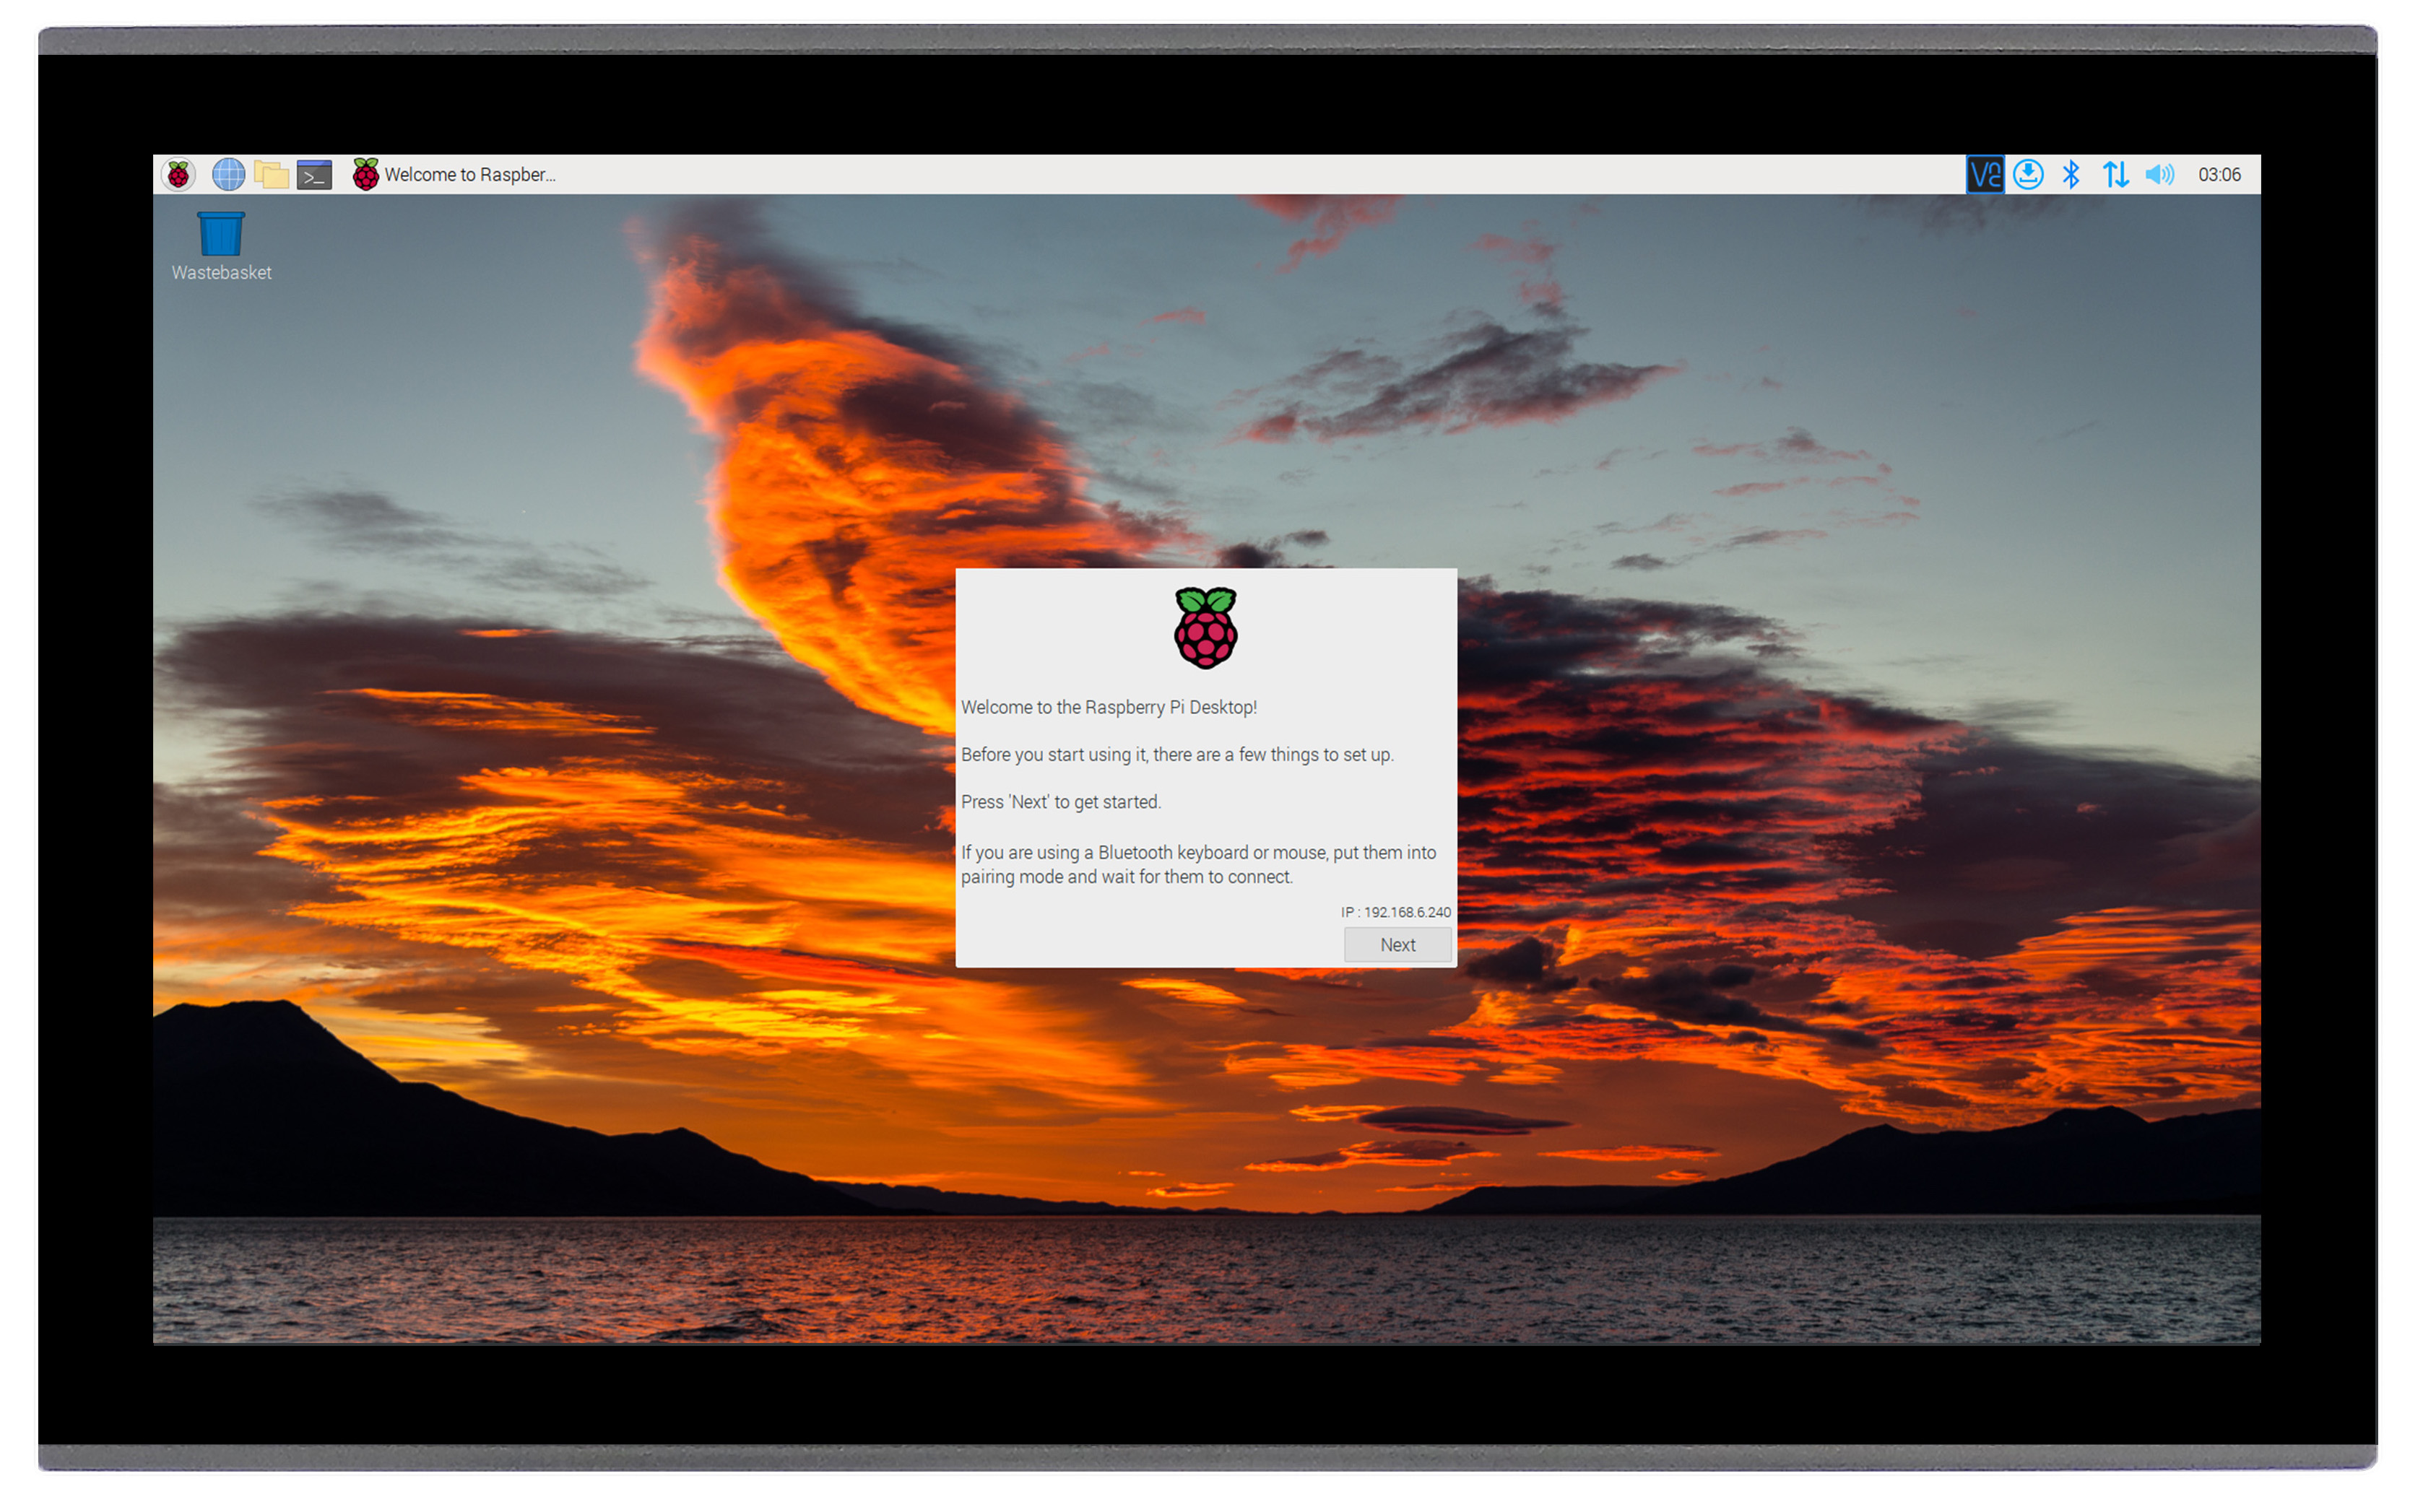 Welcome to Raspber...
VNC
03:06
Wastebasket
Welcome to the Raspberry Pi Desktop!
Before you start using it, there are a few things to set up.
Press 'Next' to get started.
If you are using a Bluetooth keyboard or mouse, put them into
pairing mode and wait for them to connect.
IP : 192.168.6.240
Next